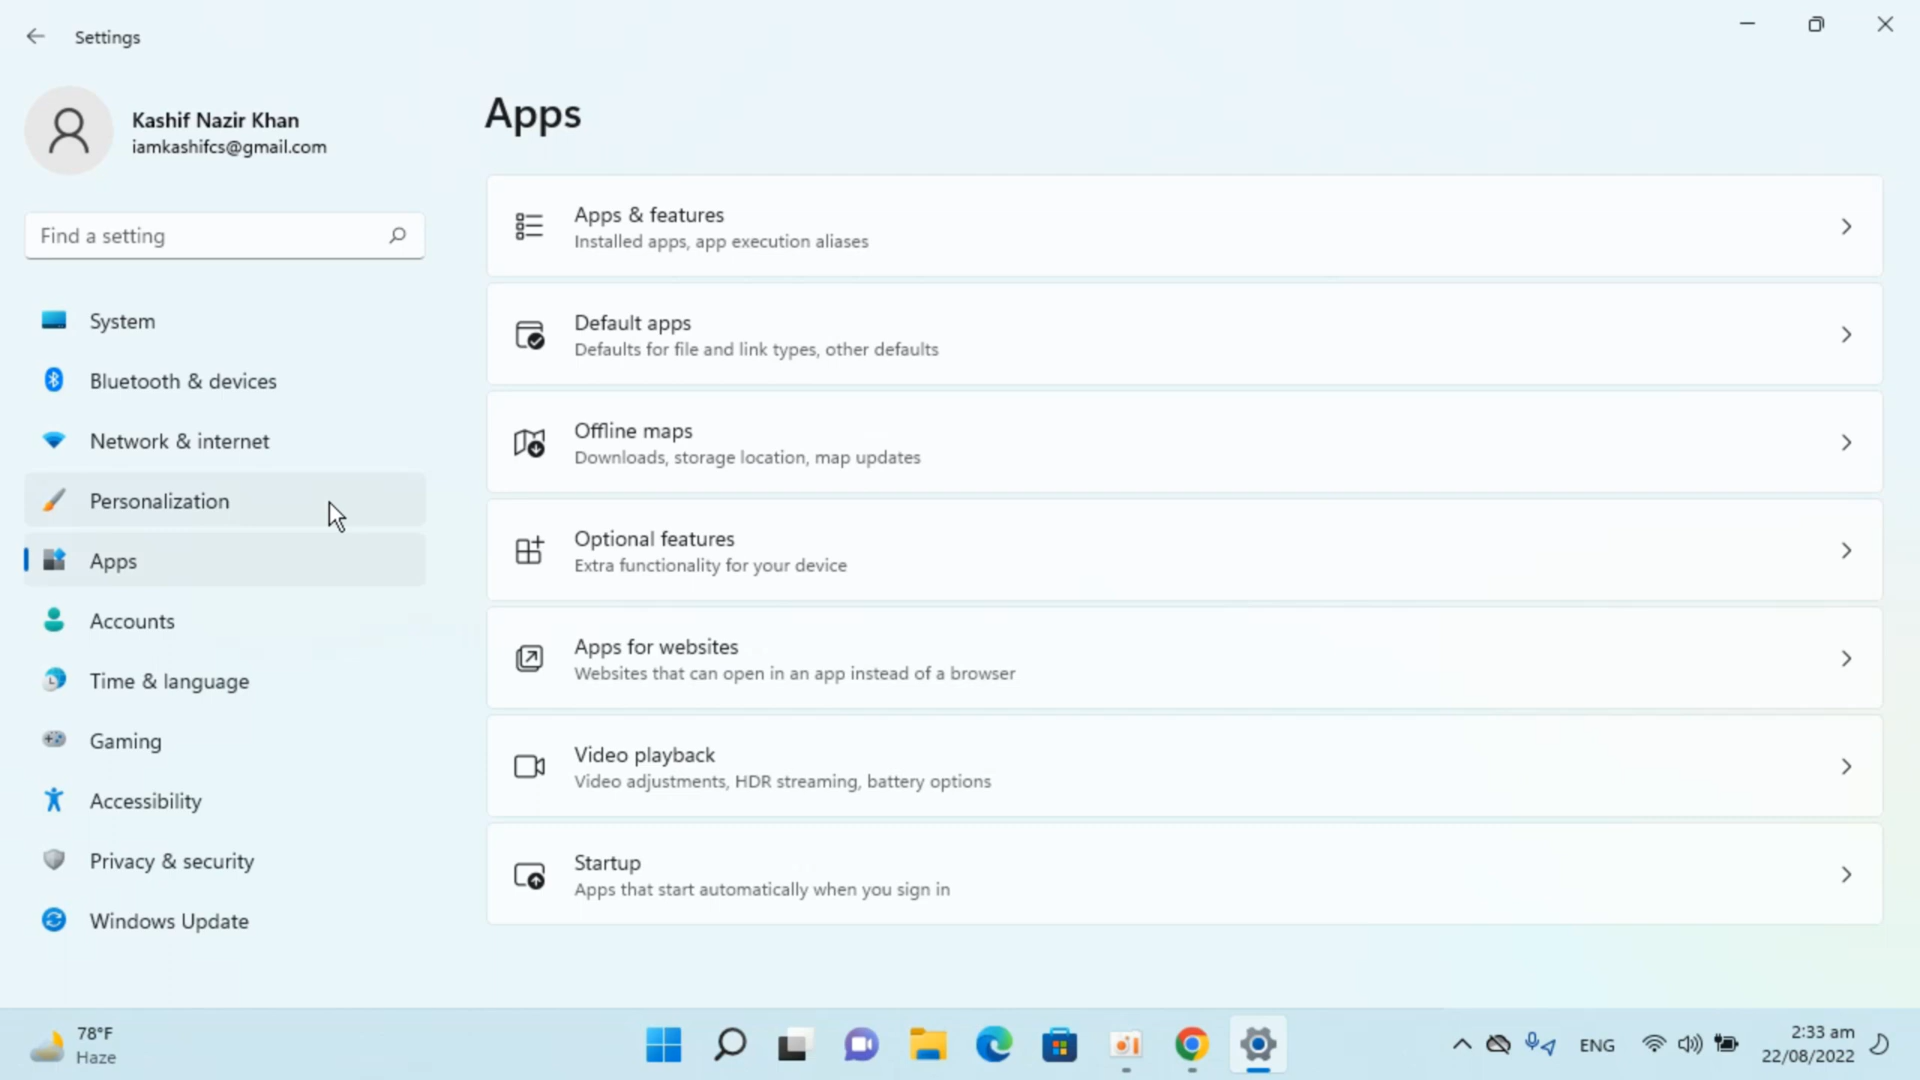 Settings
Kashif Nazir Khan
iamkashifcs@gmail.com
Find a setting
System
Bluetooth & devices
Network & internet
Personalization
Apps
Accounts
Time & language
Gaming
Accessibility
Privacy & security
Windows Update
Apps
Apps & features
Installed apps, app execution aliases
Default apps
Defaults for file and link types, other defaults
Offline maps
Downloads, storage location, map updates
Optional features
Extra functionality for your device
Apps for websites
Websites that can open in an app instead of a browser
Video playback
Video adjustments, HDR streaming, battery options
Startup
Apps that start automatically when you sign in
78°F
Haze
ENG
2:33 am
22/08/2022